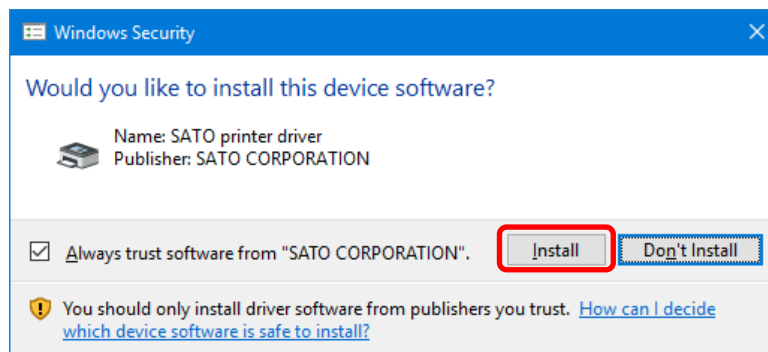 Windows Security
Would you like to install this device software?
Name: SATO printer driver
Publisher: SATO CORPORATION
Always trust software from "SATO CORPORATION".
Install
Don't Install
You should only install driver software from publishers you trust. How can I decide
which device software is safe to install?